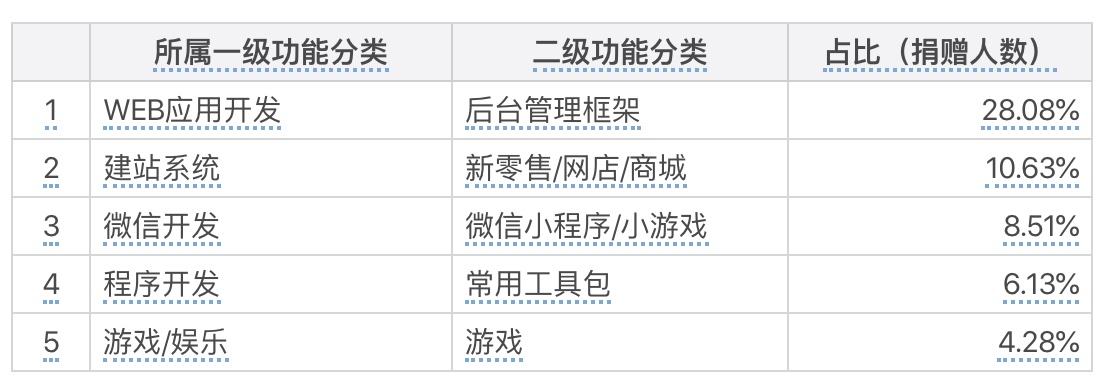 所属一级功能分类 二级功能分类 占比（捐赠人数）
1 WEB应用开发 后台管理框架 28.08%
2 建站系统 新零售/网店/商城 10.63%
3 微信开发 微信小程序/小游戏 8.51%
4 程序开发 常用工具包 6.13%
5 游戏/娱乐 游戏 4.28%